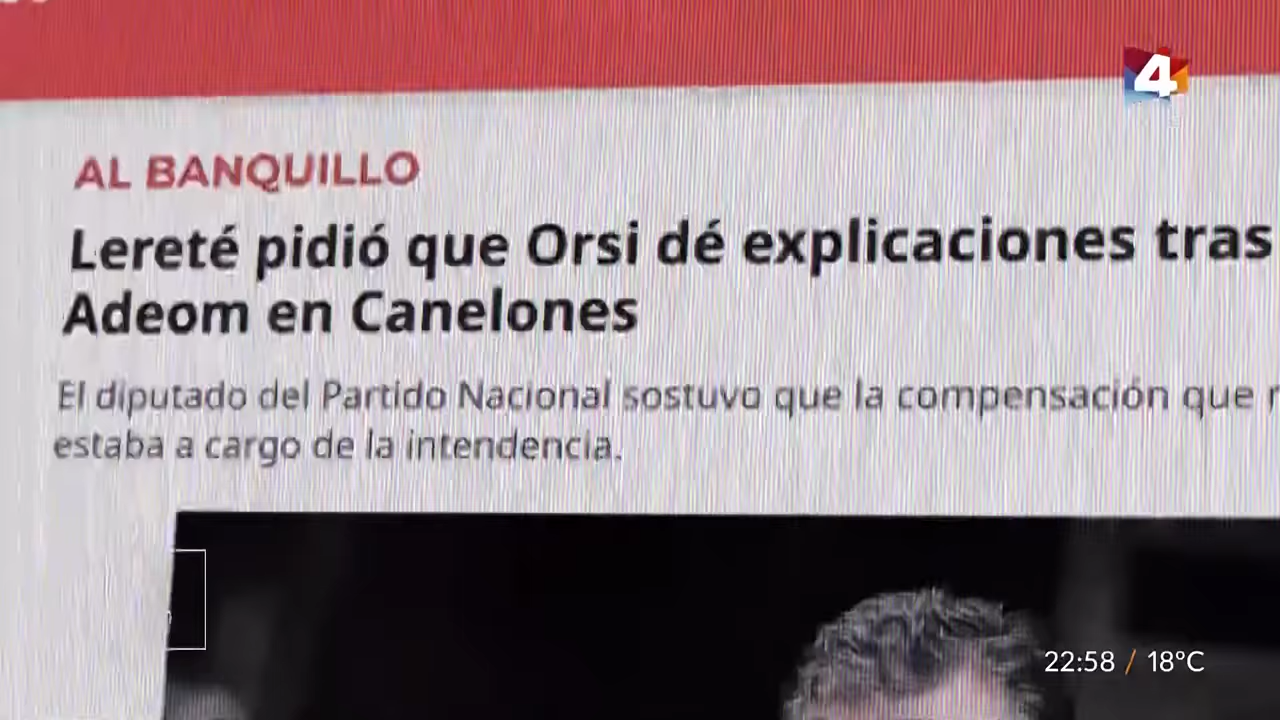 4
AL BANQUILLO
Lereté pidió que Orsi dé explicaciones tras
Adeom en Canelones
El diputado del Partido Nacional sostuvo que la compensación que
estaba a cargo de la intendencia.
22:58 / 18°C